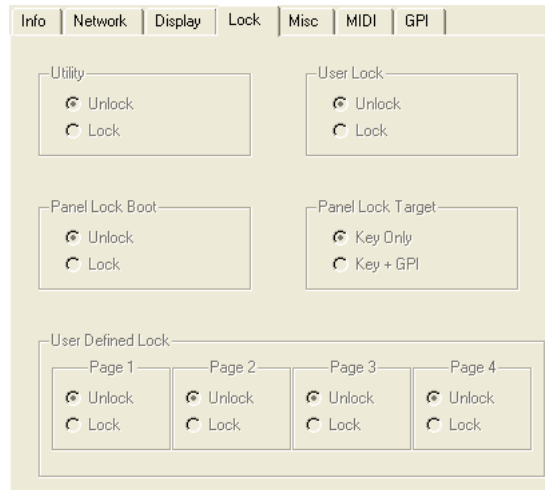 Info Network Display Lock Misc MIDI GPI
Utility User Lock
Unlock Unlock
Lock Lock
Panel Lock Boot Panel Lock Target
Unlock Key Only
Lock Key + GPI
User Defined Lock
Page 1 Page 2 Page 3 Page 4
Unlock Unlock Unlock Unlock
Lock Lock Lock Lock